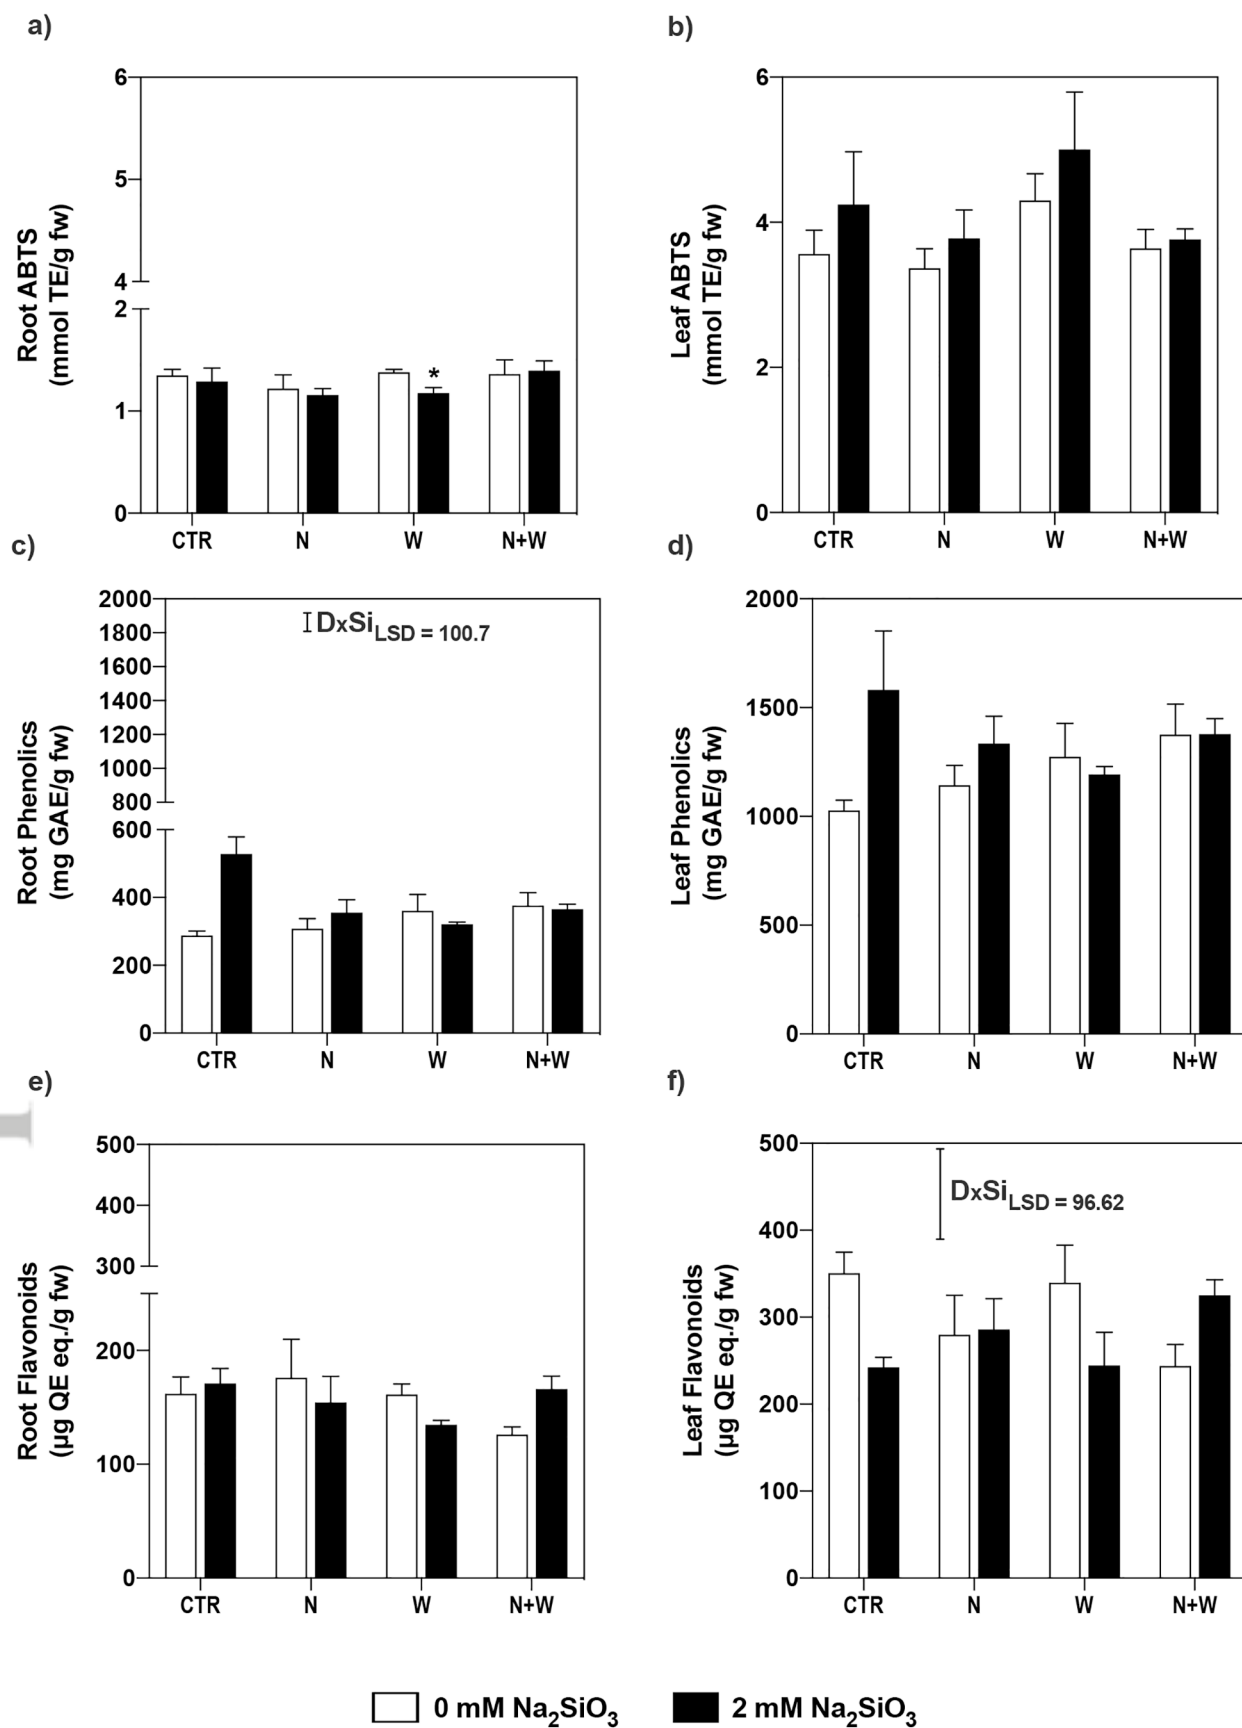 a)
Root ABTS
(mmol TE/g fw)
6
5
4
2
1
0
*
CTR N W N+W
b)
Leaf ABTS
(mmol TE/g fw)
6
4
2
0
CTR N W N+W
c)
Root Phenolics
(mg GAE/g fw)
2000
1800
1600
1400
1200
1000
800
600
400
200
0
DxSi LSD = 100.7
CTR N W N+W
d)
Leaf Phenolics
(mg GAE/g fw)
2000
1500
1000
500
0
CTR N W N+W
e)
Root Flavonoids
(µg QE eq./g fw)
500
400
300
200
100
0
CTR N W N+W
f)
Leaf Flavonoids
(µg QE eq./g fw)
500
400
300
200
100
0
DxSi LSD = 96.62
CTR N W N+W
0 mM Na₂SiO₃ 2 mM Na₂SiO₃